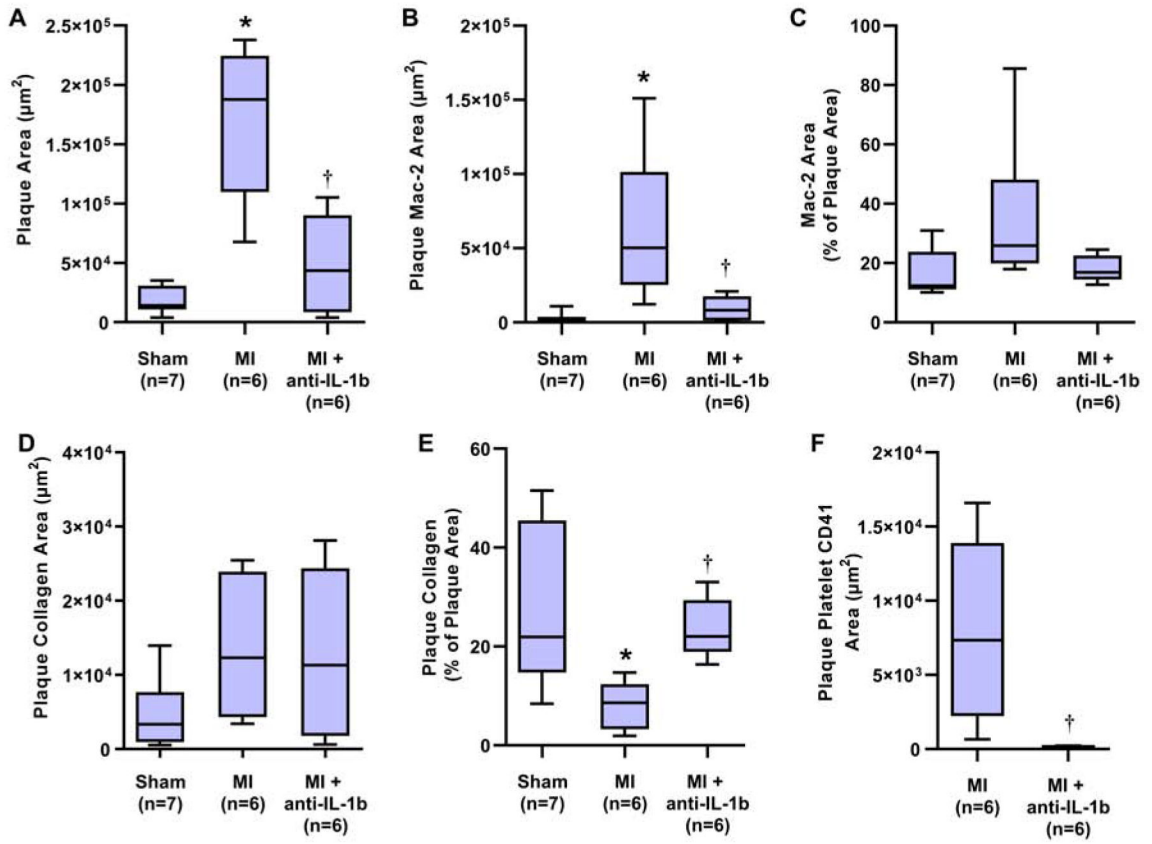 A
Plaque Area (µm²)
2.5×10⁵
2×10⁵
1.5×10⁵
1×10⁵
5×10⁴
0
*
†
Sham
(n=7)
MI
(n=6)
MI +
anti-IL-1b
(n=6)
B
Plaque Mac-2 Area (µm²)
2×10⁵
1.5×10⁵
1×10⁵
5×10⁴
0
*
†
Sham
(n=7)
MI
(n=6)
MI +
anti-IL-1b
(n=6)
C
Mac-2 Area
(% of Plaque Area)
100
80
60
40
20
0
Sham
(n=7)
MI
(n=6)
MI +
anti-IL-1b
(n=6)
D
Plaque Collagen Area (µm²)
4×10⁴
3×10⁴
2×10⁴
1×10⁴
0
Sham
(n=7)
MI
(n=6)
MI +
anti-IL-1b
(n=6)
E
Plaque Collagen
(% of Plaque Area)
60
40
20
0
*
†
Sham
(n=7)
MI
(n=6)
MI +
anti-IL-1b
(n=6)
F
Plaque Platelet CD41
Area (µm²)
2×10⁴
1.5×10⁴
1×10⁴
5×10³
0
†
MI
(n=6)
MI +
anti-IL-1b
(n=6)